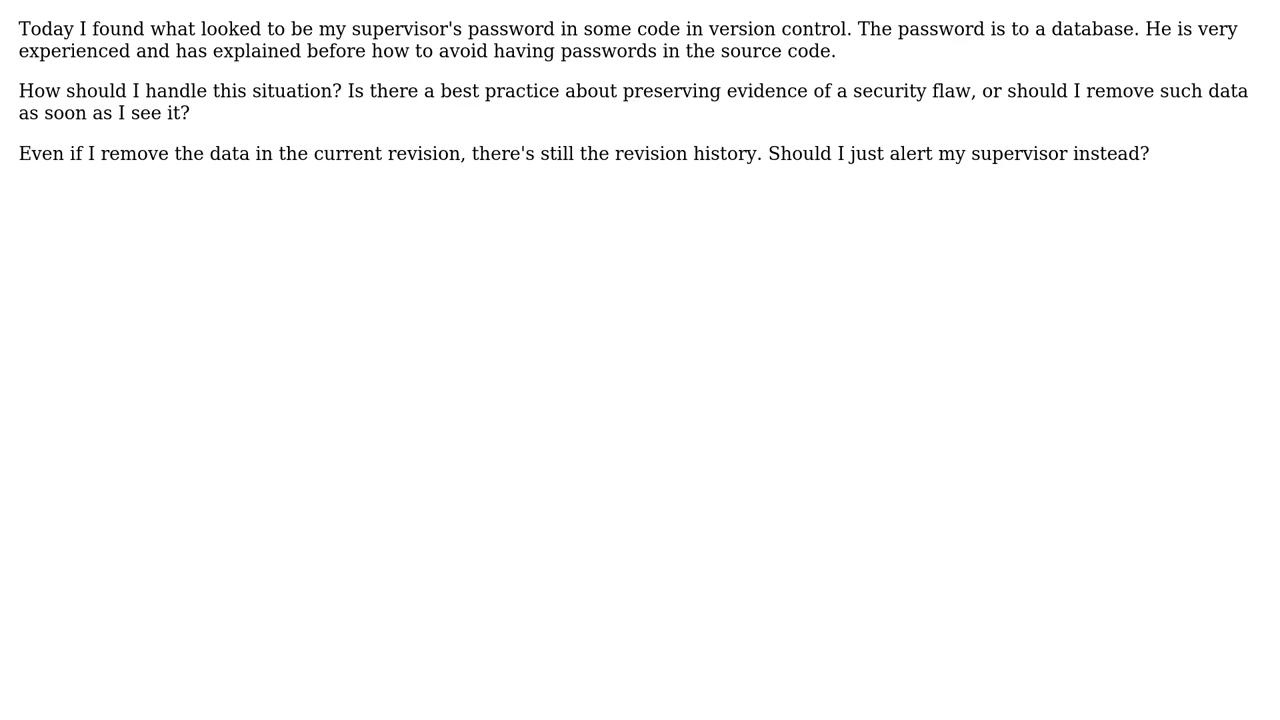 Today I found what looked to be my supervisor's password in some code in version control. The password is to a database. He is very
experienced and has explained before how to avoid having passwords in the source code.
How should I handle this situation? Is there a best practice about preserving evidence of a security flaw, or should I remove such data
as soon as I see it?
Even if I remove the data in the current revision, there's still the revision history. Should I just alert my supervisor instead?